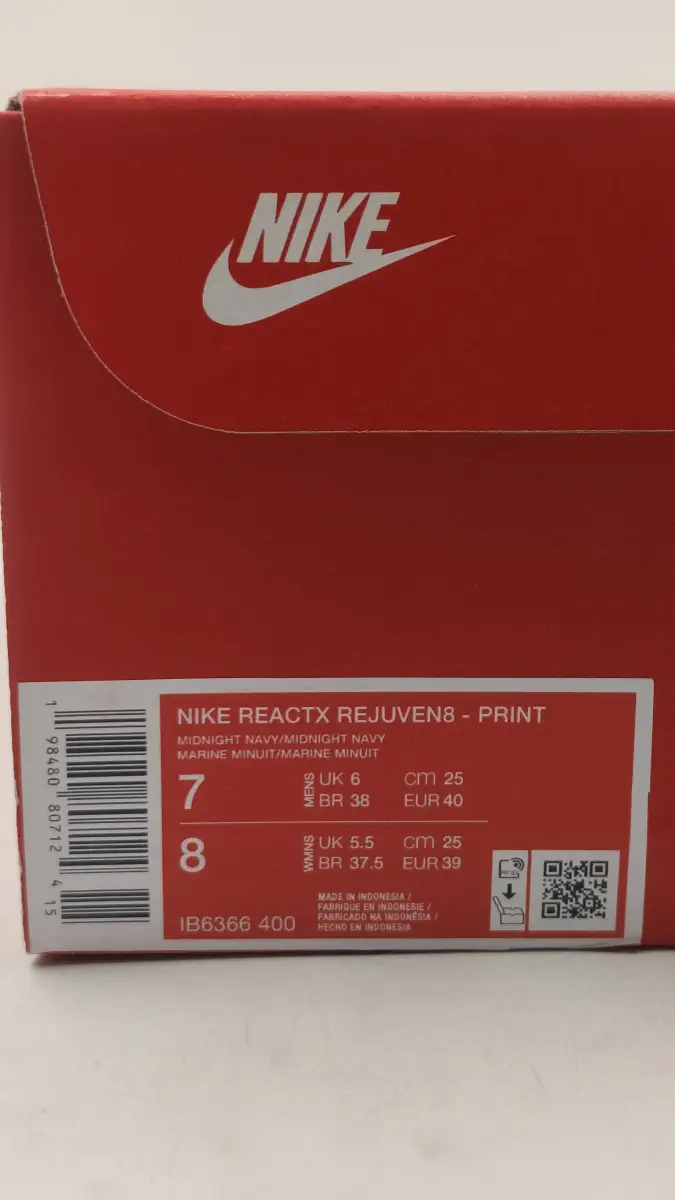 NIKE
NIKE REACTX REJUVEN8 - PRINT
MIDNIGHT NAVY/MIDNIGHT NAVY
MARINE MINUIT/MARINE MINUIT
7 MENS UK 6 cm 25
BR 38 EUR 40
8 WMNS UK 5.5 cm 25
BR 37.5 EUR 39
MADE IN INDONESIA /
FABRIQUE EN INDONESIE /
FABRICADO NA INDONÉSIA /
HECHO EN INDONESIA
IB6366 400
RFID
1 98480 80712 4 15